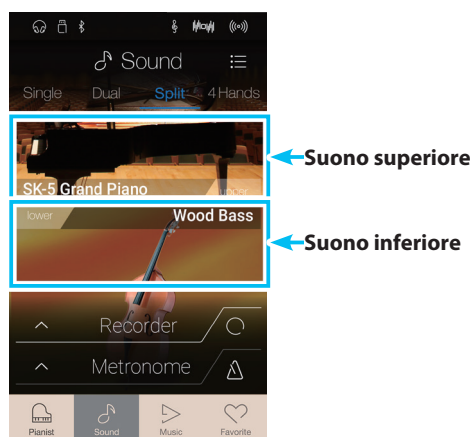 Sound
Single Dual Split 4 Hands
SK-5 Grand Piano upper
Suono superiore
lower Wood Bass
Suono inferiore
Recorder
Metronome
Pianist Sound Music Favorite